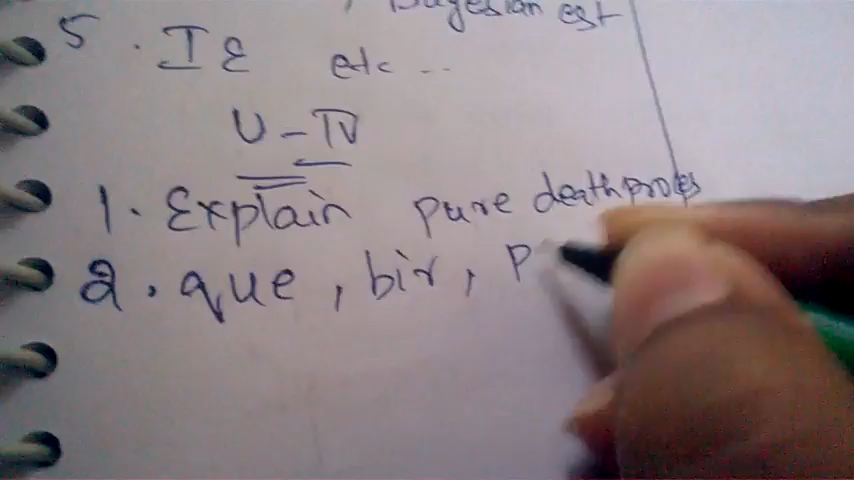 Bayesian est
5. IE etc ..
U-IV
1. Explain pure death proces
2. que, bir, P